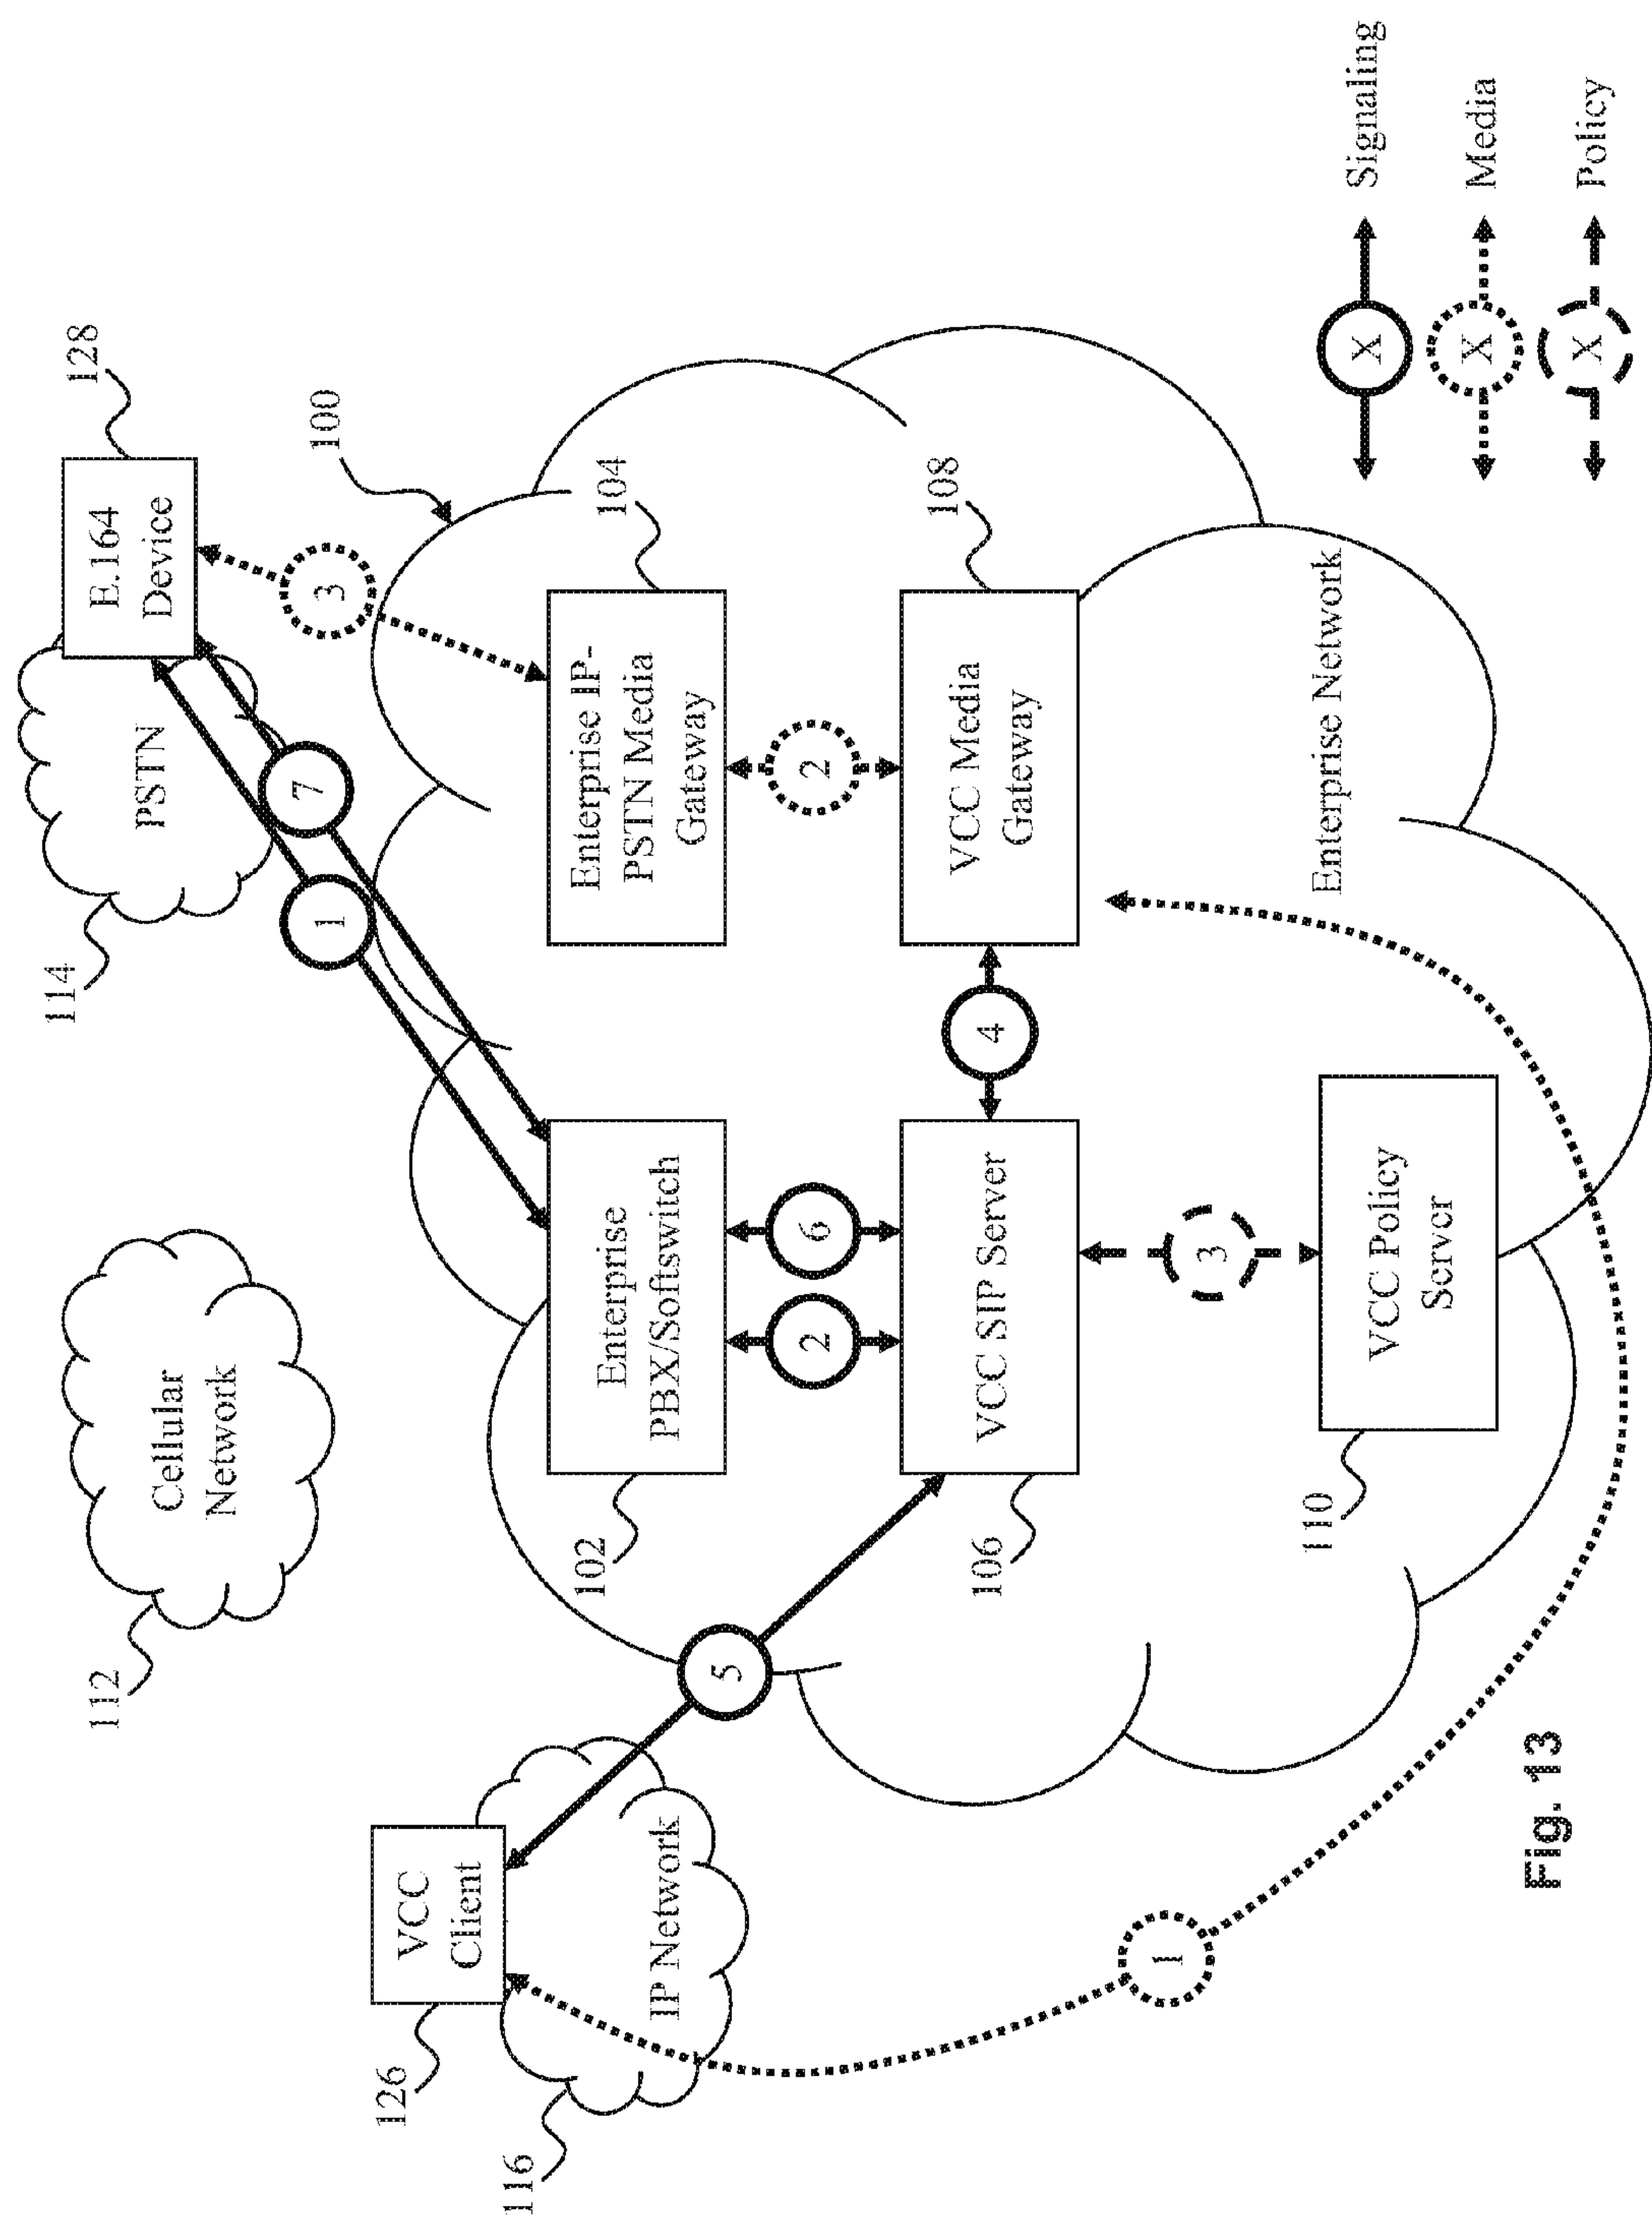 112
Cellular
Network
114
PSTN
E.164
Device
128
100
1
7
3
126
VCC
Client
116
IP Network
5
102
Enterprise
PBX/Softswitch
104
Enterprise IP-
PSTN Media
Gateway
2
6
2
106
VCC SIP Server
4
108
VCC Media
Gateway
3
110
VCC Policy
Server
Enterprise Network
1
X
Signaling
X
Media
X
Policy
Fig. 13